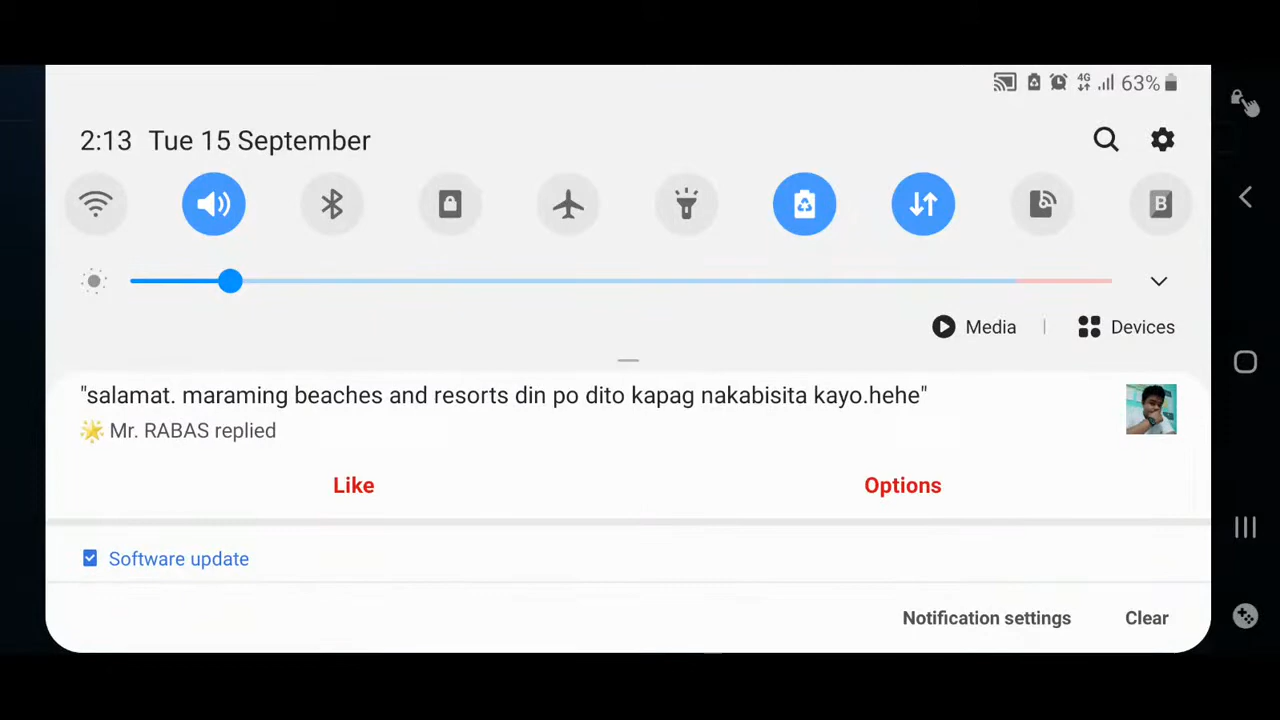 4G 63%
2:13 Tue 15 September
B
Media | Devices
"salamat. maraming beaches and resorts din po dito kapag nakabisita kayo.hehe"
🌟 Mr. RABAS replied
Like Options
Software update
Notification settings Clear